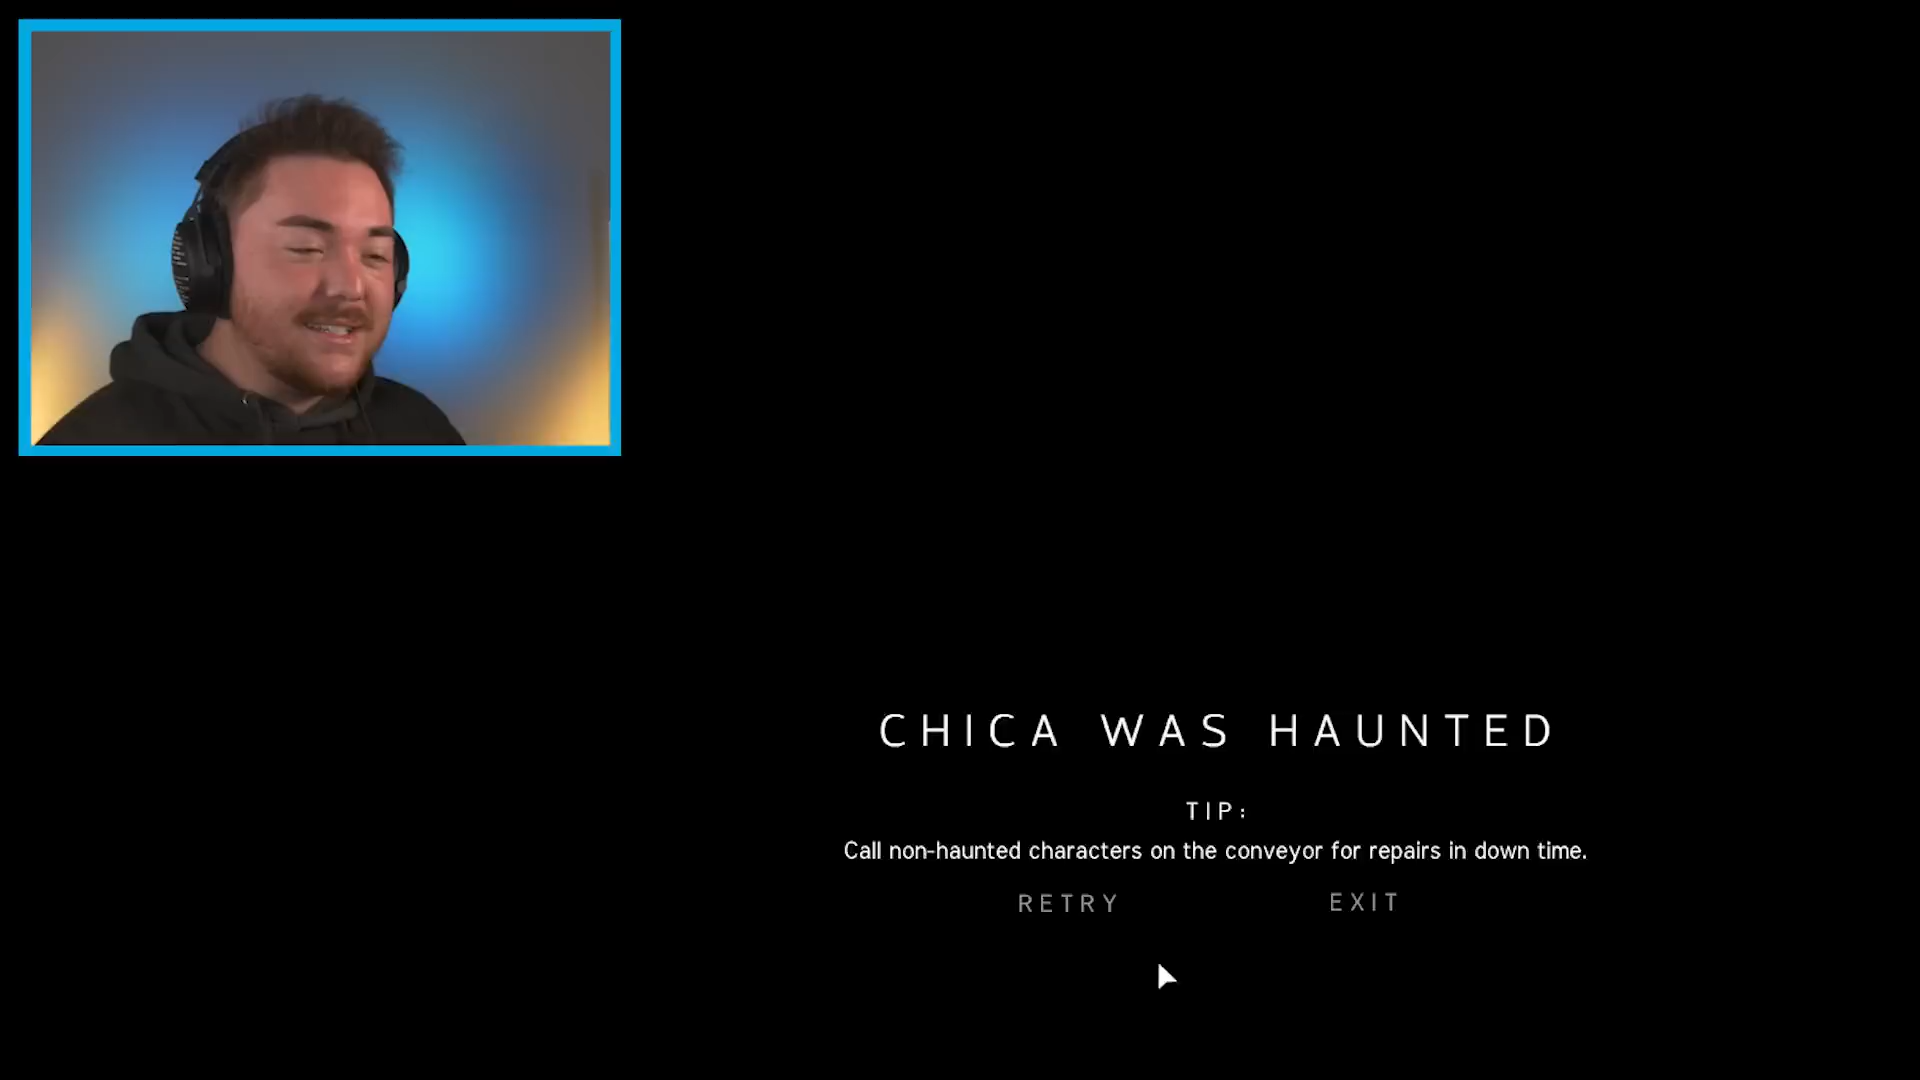 CHICA WAS HAUNTED
TIP:
Call non-haunted characters on the conveyor for repairs in down time.
RETRY EXIT